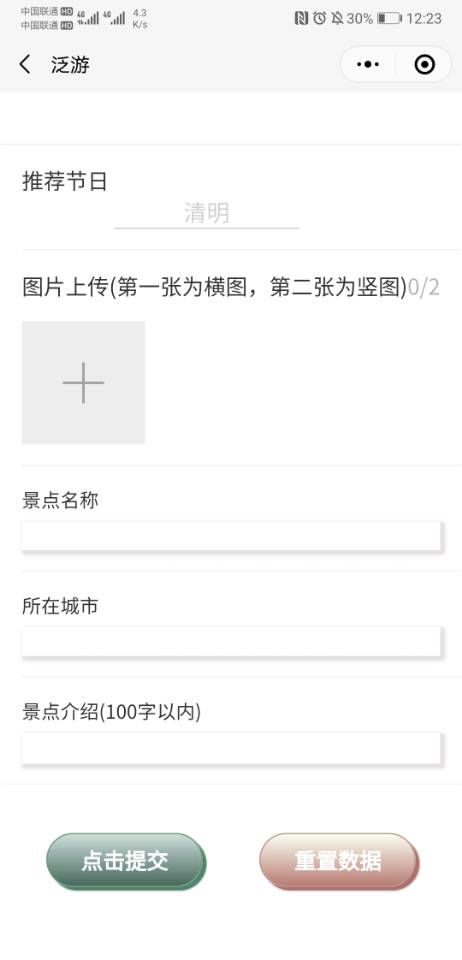 中国联通 HD 4G 4G 4.3 K/s 30% 12:23
中国联通 HD
泛游
推荐节日
清明
图片上传(第一张为横图，第二张为竖图)0/2
景点名称
所在城市
景点介绍(100字以内)
点击提交 重置数据